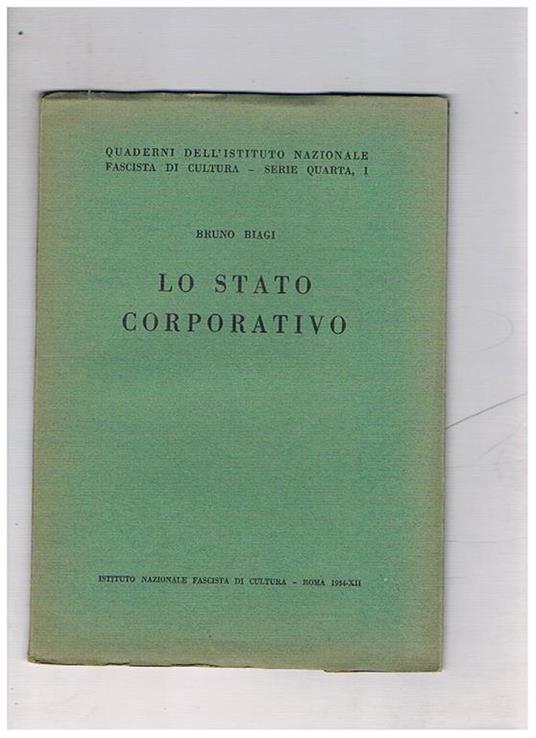 QUADERNI DELL'ISTITUTO NAZIONALE
FASCISTA DI CULTURA – SERIE QUARTA, I
BRUNO BIAGI
LO STATO
CORPORATIVO
ISTITUTO NAZIONALE FASCISTA DI CULTURA – ROMA 1934-XII